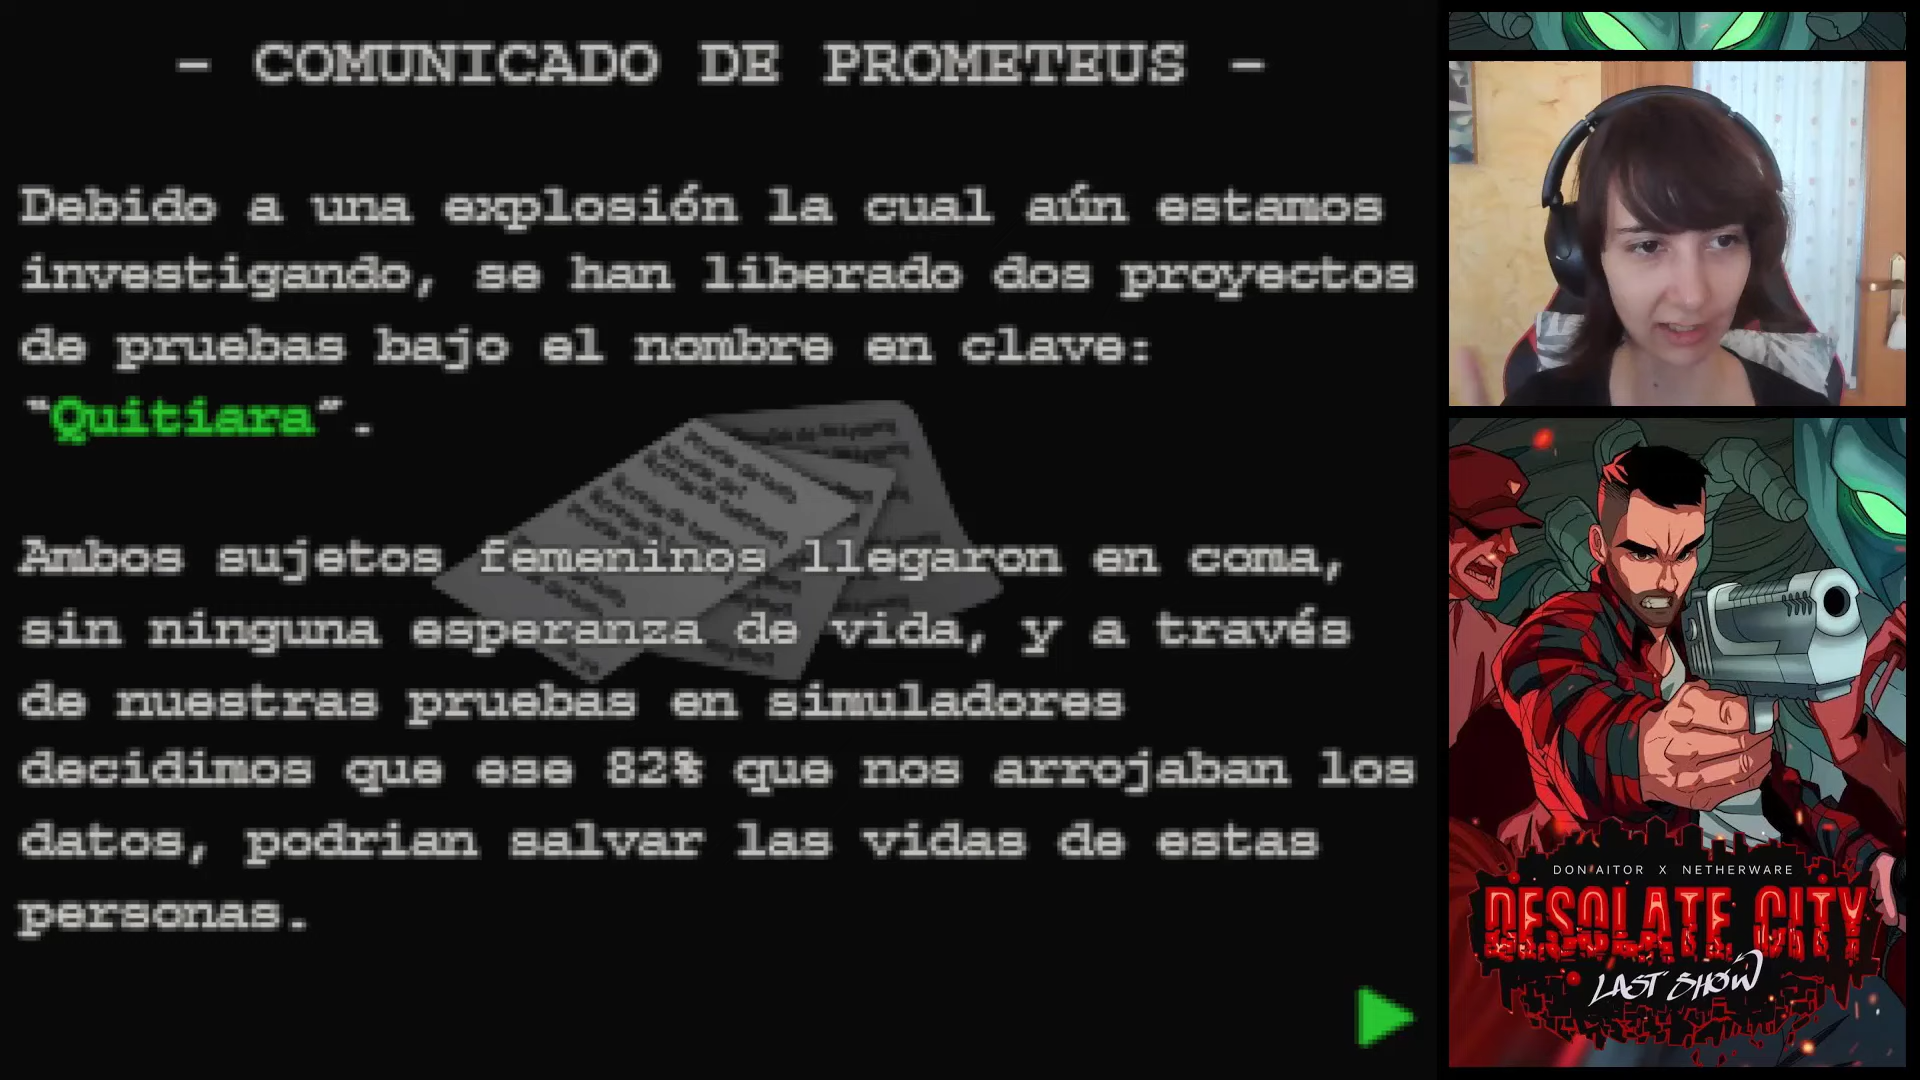 - COMUNICADO DE PROMETEUS -
Debido a una explosión la cual aún estamos
investigando, se han liberado dos proyectos
de pruebas bajo el nombre en clave:
"Quitiara".
Ambos sujetos femeninos llegaron en coma,
sin ninguna esperanza de vida, y a través
de nuestras pruebas en simuladores
decidimos que ese 82% que nos arrojaban los
datos, podrian salvar las vidas de estas
personas.
DON AITOR X NETHERWARE
DESOLATE CITY
LAST SHOW